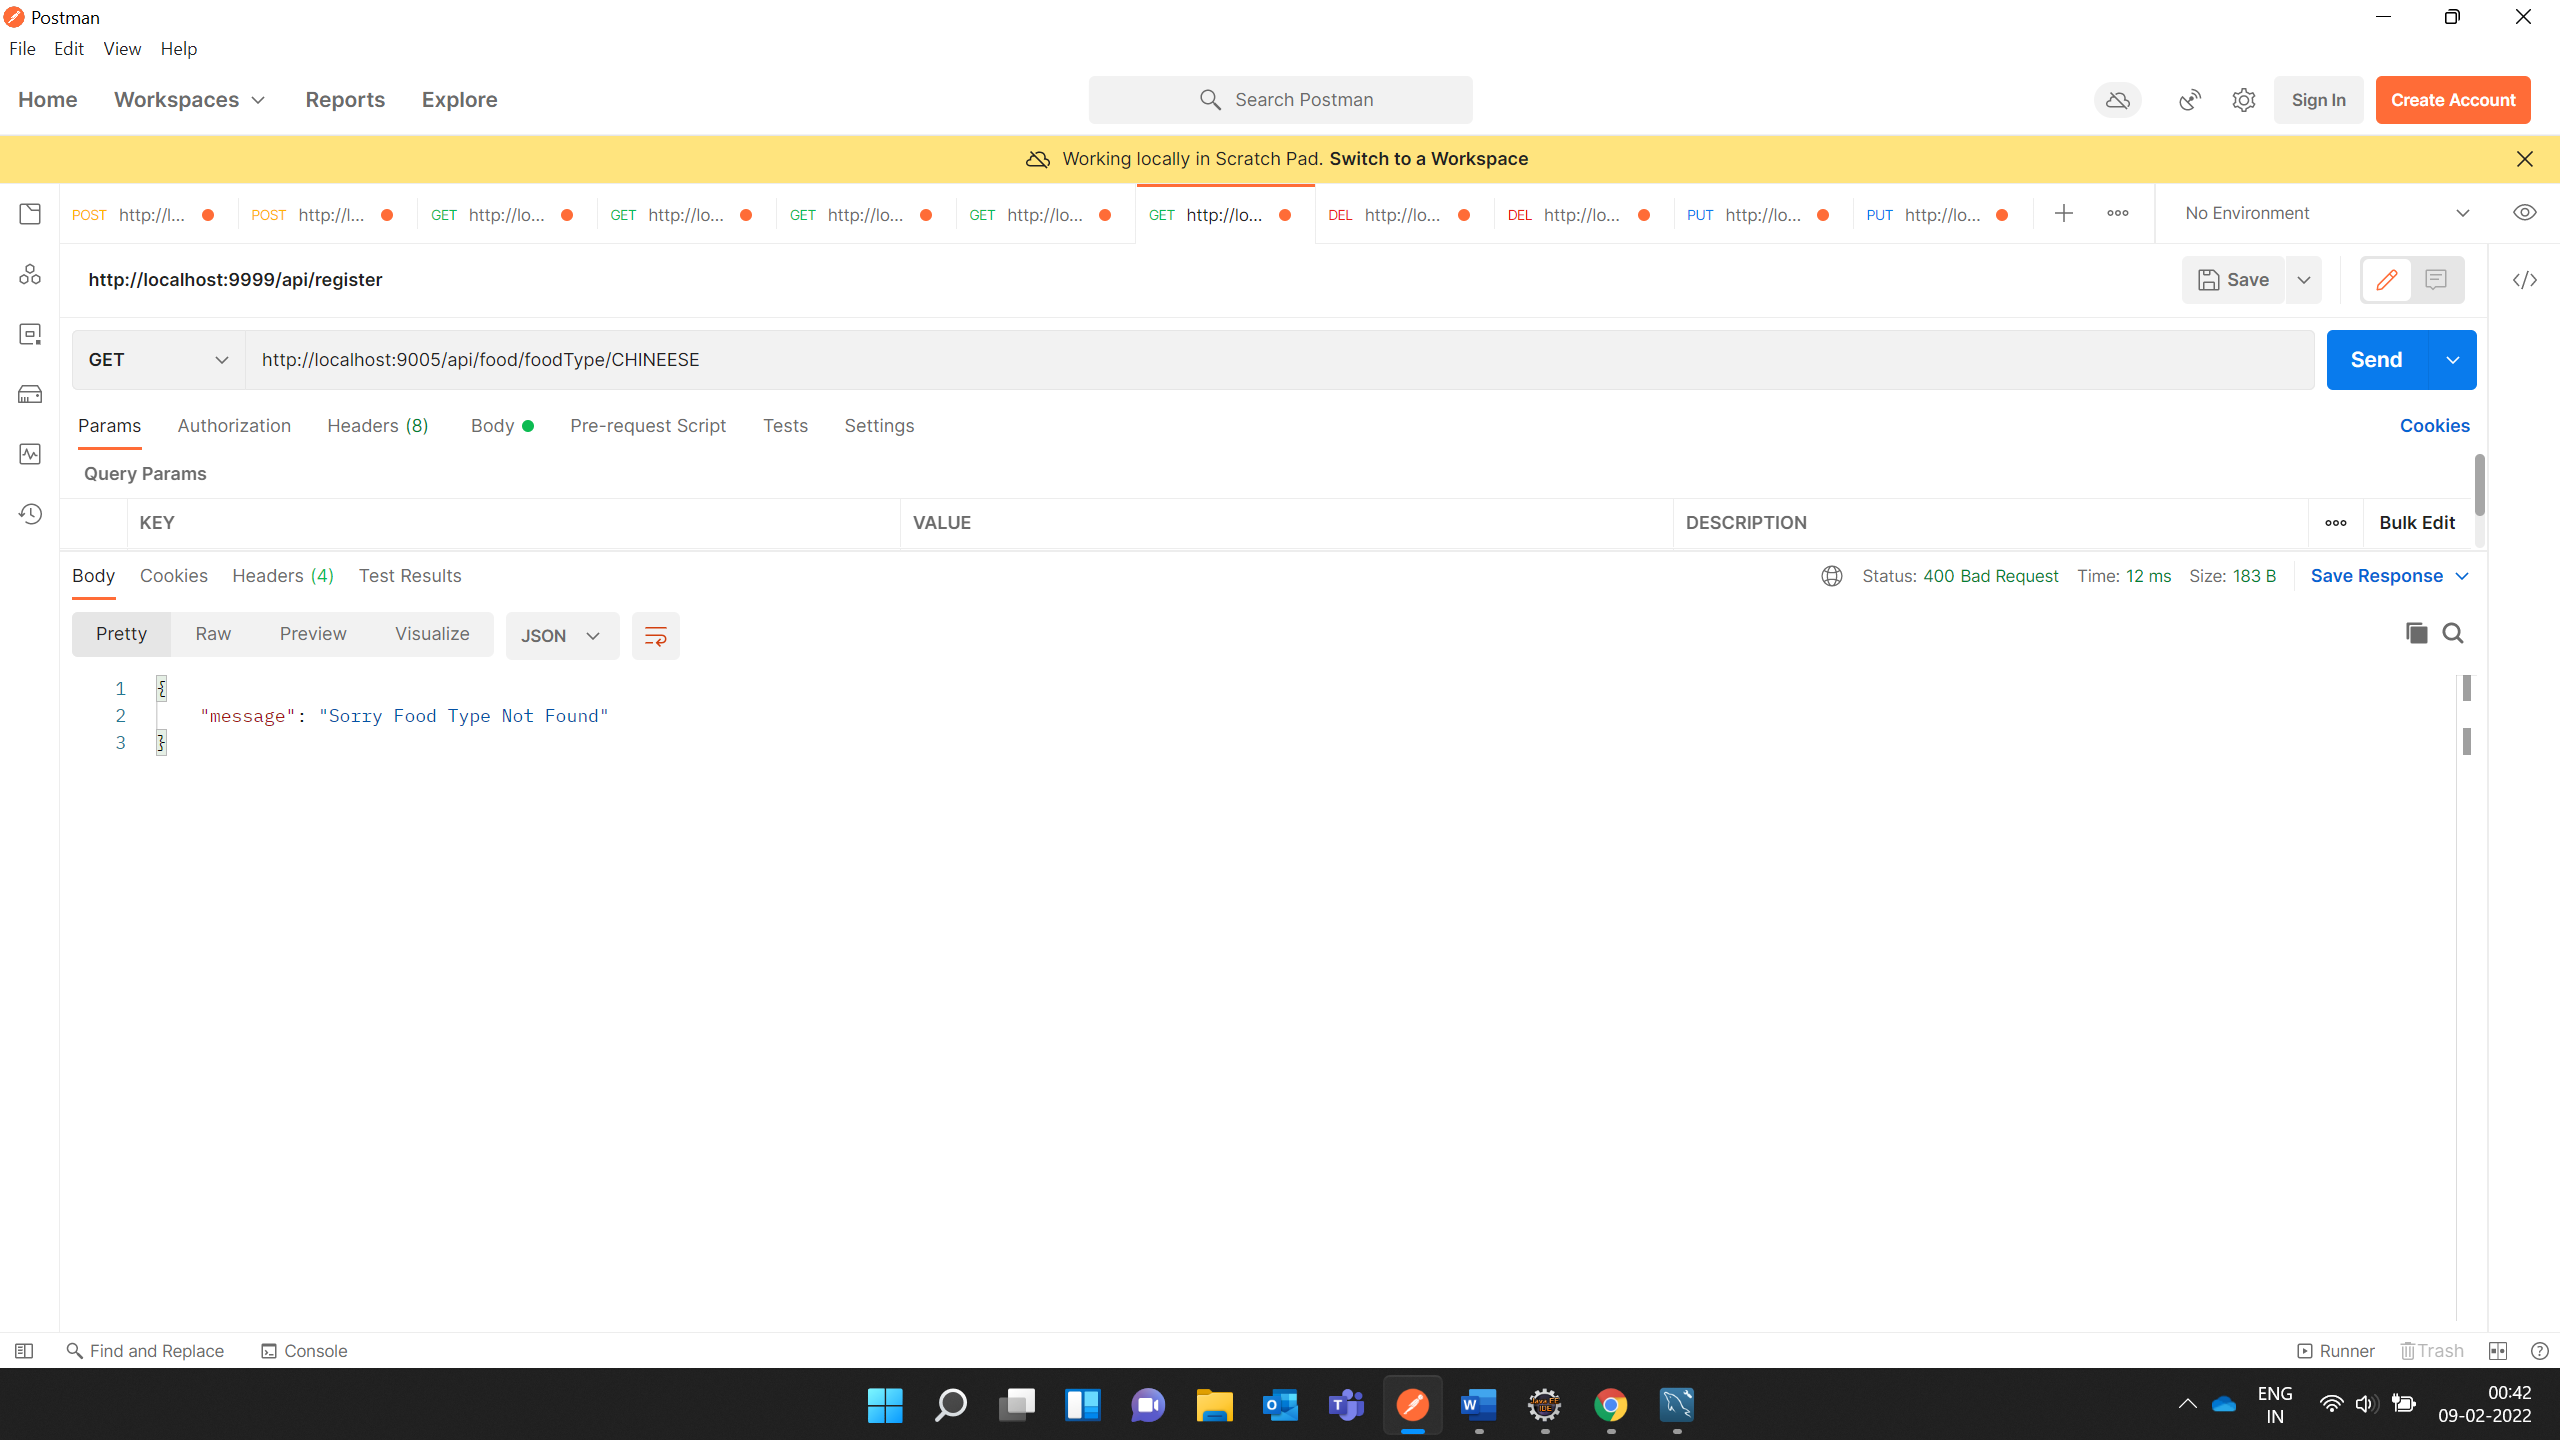 Postman
File Edit View Help
Home Workspaces Reports Explore Search Postman Sign In Create Account
Working locally in Scratch Pad. Switch to a Workspace
POST http://l... POST http://l... GET http://lo... GET http://lo... GET http://lo... GET http://lo... GET http://lo... DEL http://lo... DEL http://lo... PUT http://lo... PUT http://lo... No Environment
http://localhost:9999/api/register Save
GET http://localhost:9005/api/food/foodType/CHINEESE Send
Params Authorization Headers (8) Body Pre-request Script Tests Settings Cookies
Query Params
KEY VALUE DESCRIPTION Bulk Edit
Body Cookies Headers (4) Test Results Status: 400 Bad Request Time: 12 ms Size: 183 B Save Response
Pretty Raw Preview Visualize JSON
1 {
2 "message": "Sorry Food Type Not Found"
3 }
Find and Replace Console Runner Trash
ENG 00:42
IN 09-02-2022